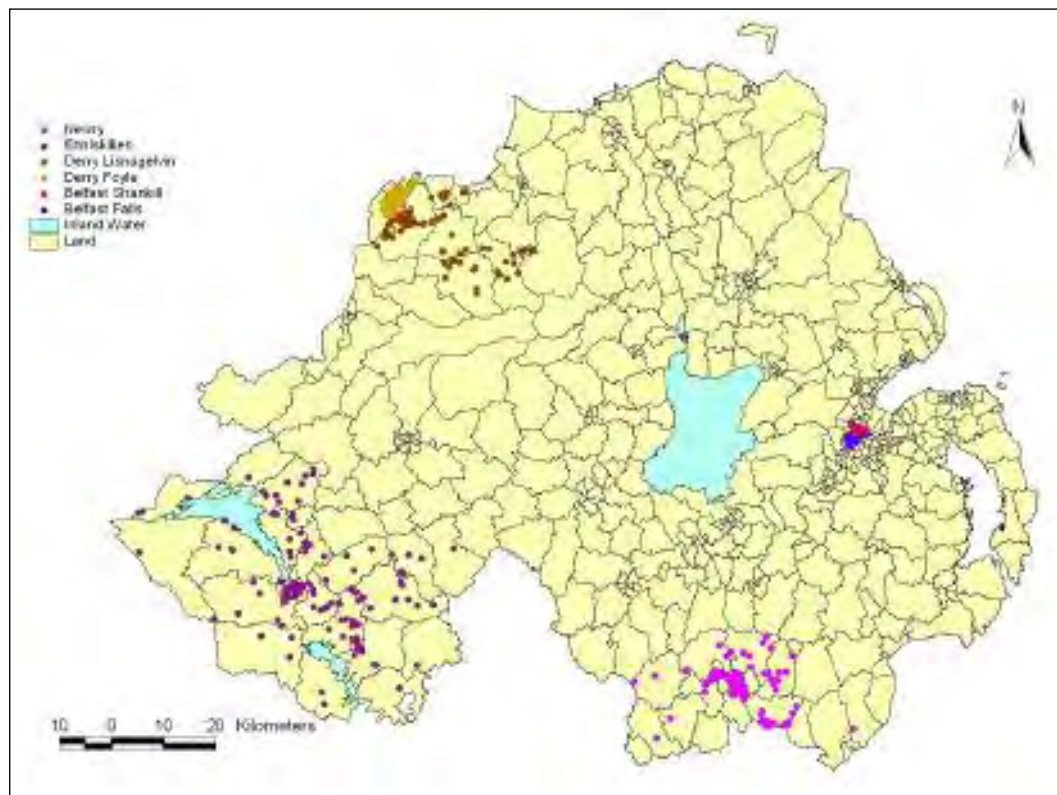 N
Newry
Enniskillen
Derry Lisnagelvin
Derry Foyle
Belfast Shankill
Belfast Falls
Inland Water
Land
10 0 10 20 Kilometers